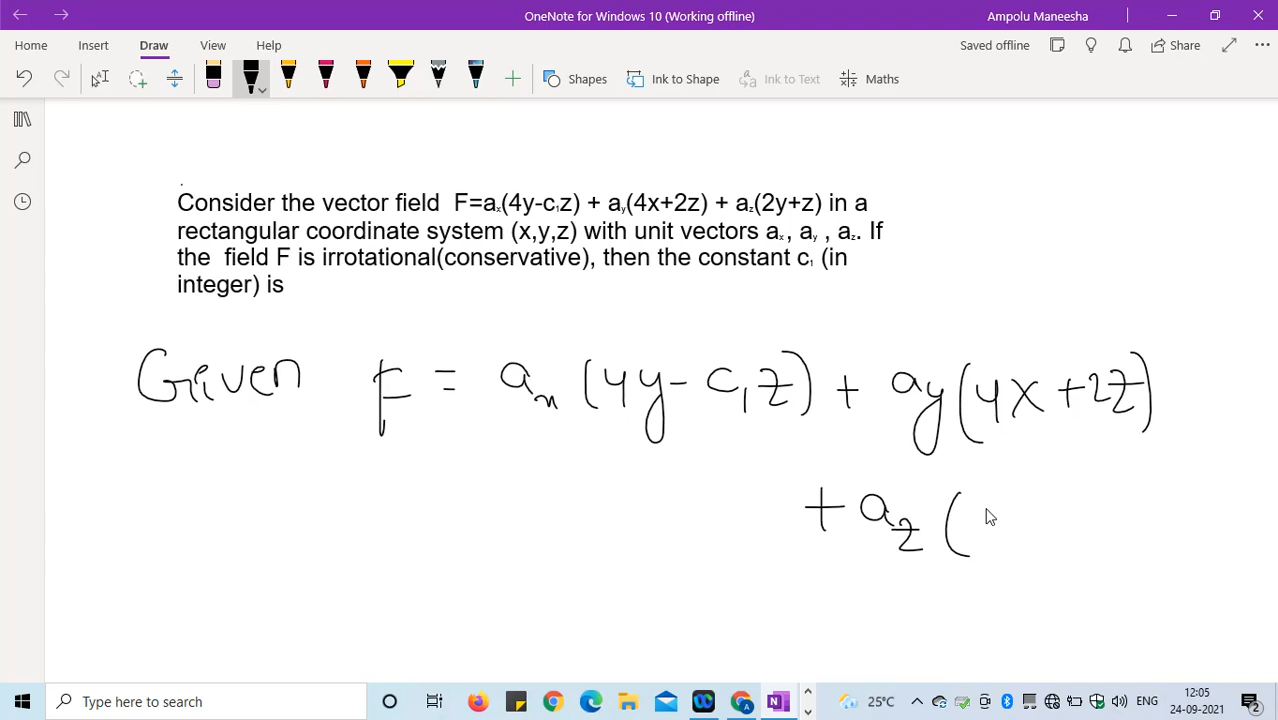 OneNote for Windows 10 (Working offline)
Ampolu Maneesha
Home Insert Draw View Help
Saved offline
Share
Shapes
Ink to Shape
Ink to Text
Maths
Consider the vector field F=aₓ(4y-c₁z) + aᵧ(4x+2z) + a_z(2y+z) in a
rectangular coordinate system (x,y,z) with unit vectors aₓ, aᵧ , a_z. If
the field F is irrotational(conservative), then the constant c₁ (in
integer) is
Given F = aₓ (4y - c₁z) + aᵧ(4x +2z)
+ a_z (
Type here to search
25°C
ENG
12:05
24-09-2021
2